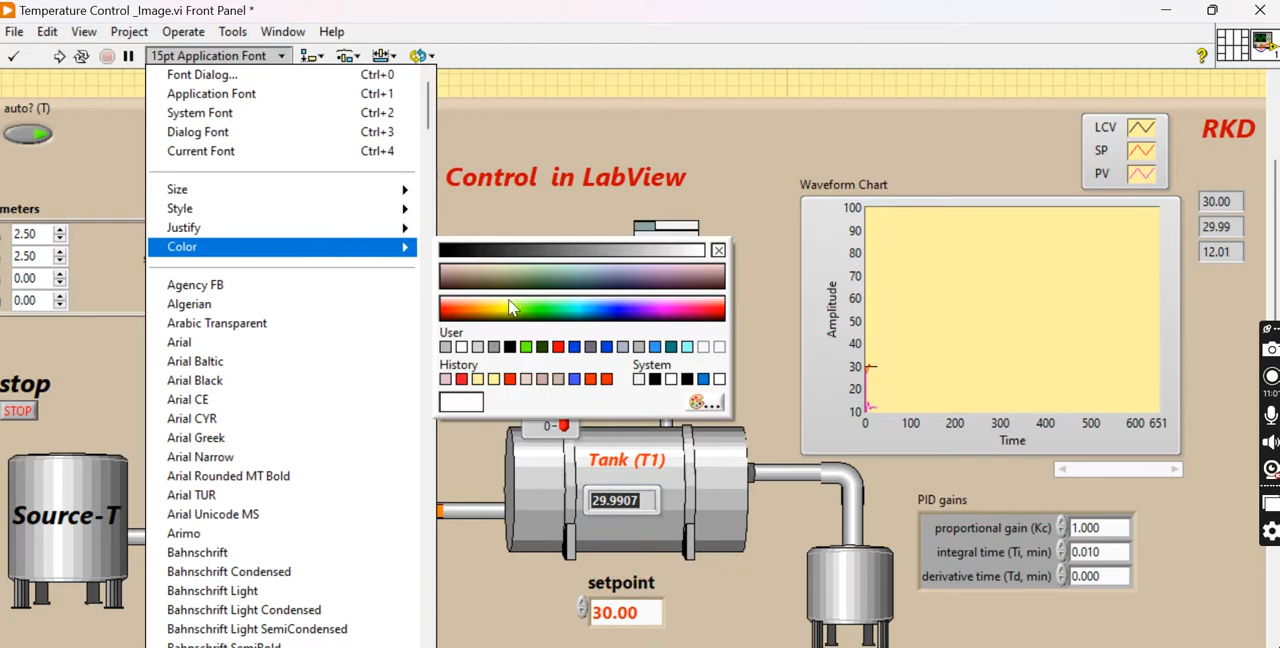 Temperature Control _Image.vi Front Panel *
File Edit View Project Operate Tools Window Help
15pt Application Font
Font Dialog... Ctrl+0
Application Font Ctrl+1
System Font Ctrl+2
Dialog Font Ctrl+3
Current Font Ctrl+4
Size
Style
Justify
Color
Agency FB
Algerian
Arabic Transparent
Arial
Arial Baltic
Arial Black
Arial CE
Arial CYR
Arial Greek
Arial Narrow
Arial Rounded MT Bold
Arial TUR
Arial Unicode MS
Arimo
Bahnschrift
Bahnschrift Condensed
Bahnschrift Light
Bahnschrift Light Condensed
Bahnschrift Light SemiCondensed
Bahnschrift SemiBold
auto? (T)
meters
2.50
2.50
0.00
0.00
stop
STOP
Source-T
Control in LabView
User
History System
0
Tank (T1)
29.9907
setpoint
30.00
LCV
SP
PV
RKD
30.00
29.99
12.01
Waveform Chart
Amplitude
100
90
80
70
60
50
40
30
20
10
0 100 200 300 400 500 600 651
Time
PID gains
proportional gain (Kc) 1.000
integral time (Ti, min) 0.010
derivative time (Td, min) 0.000